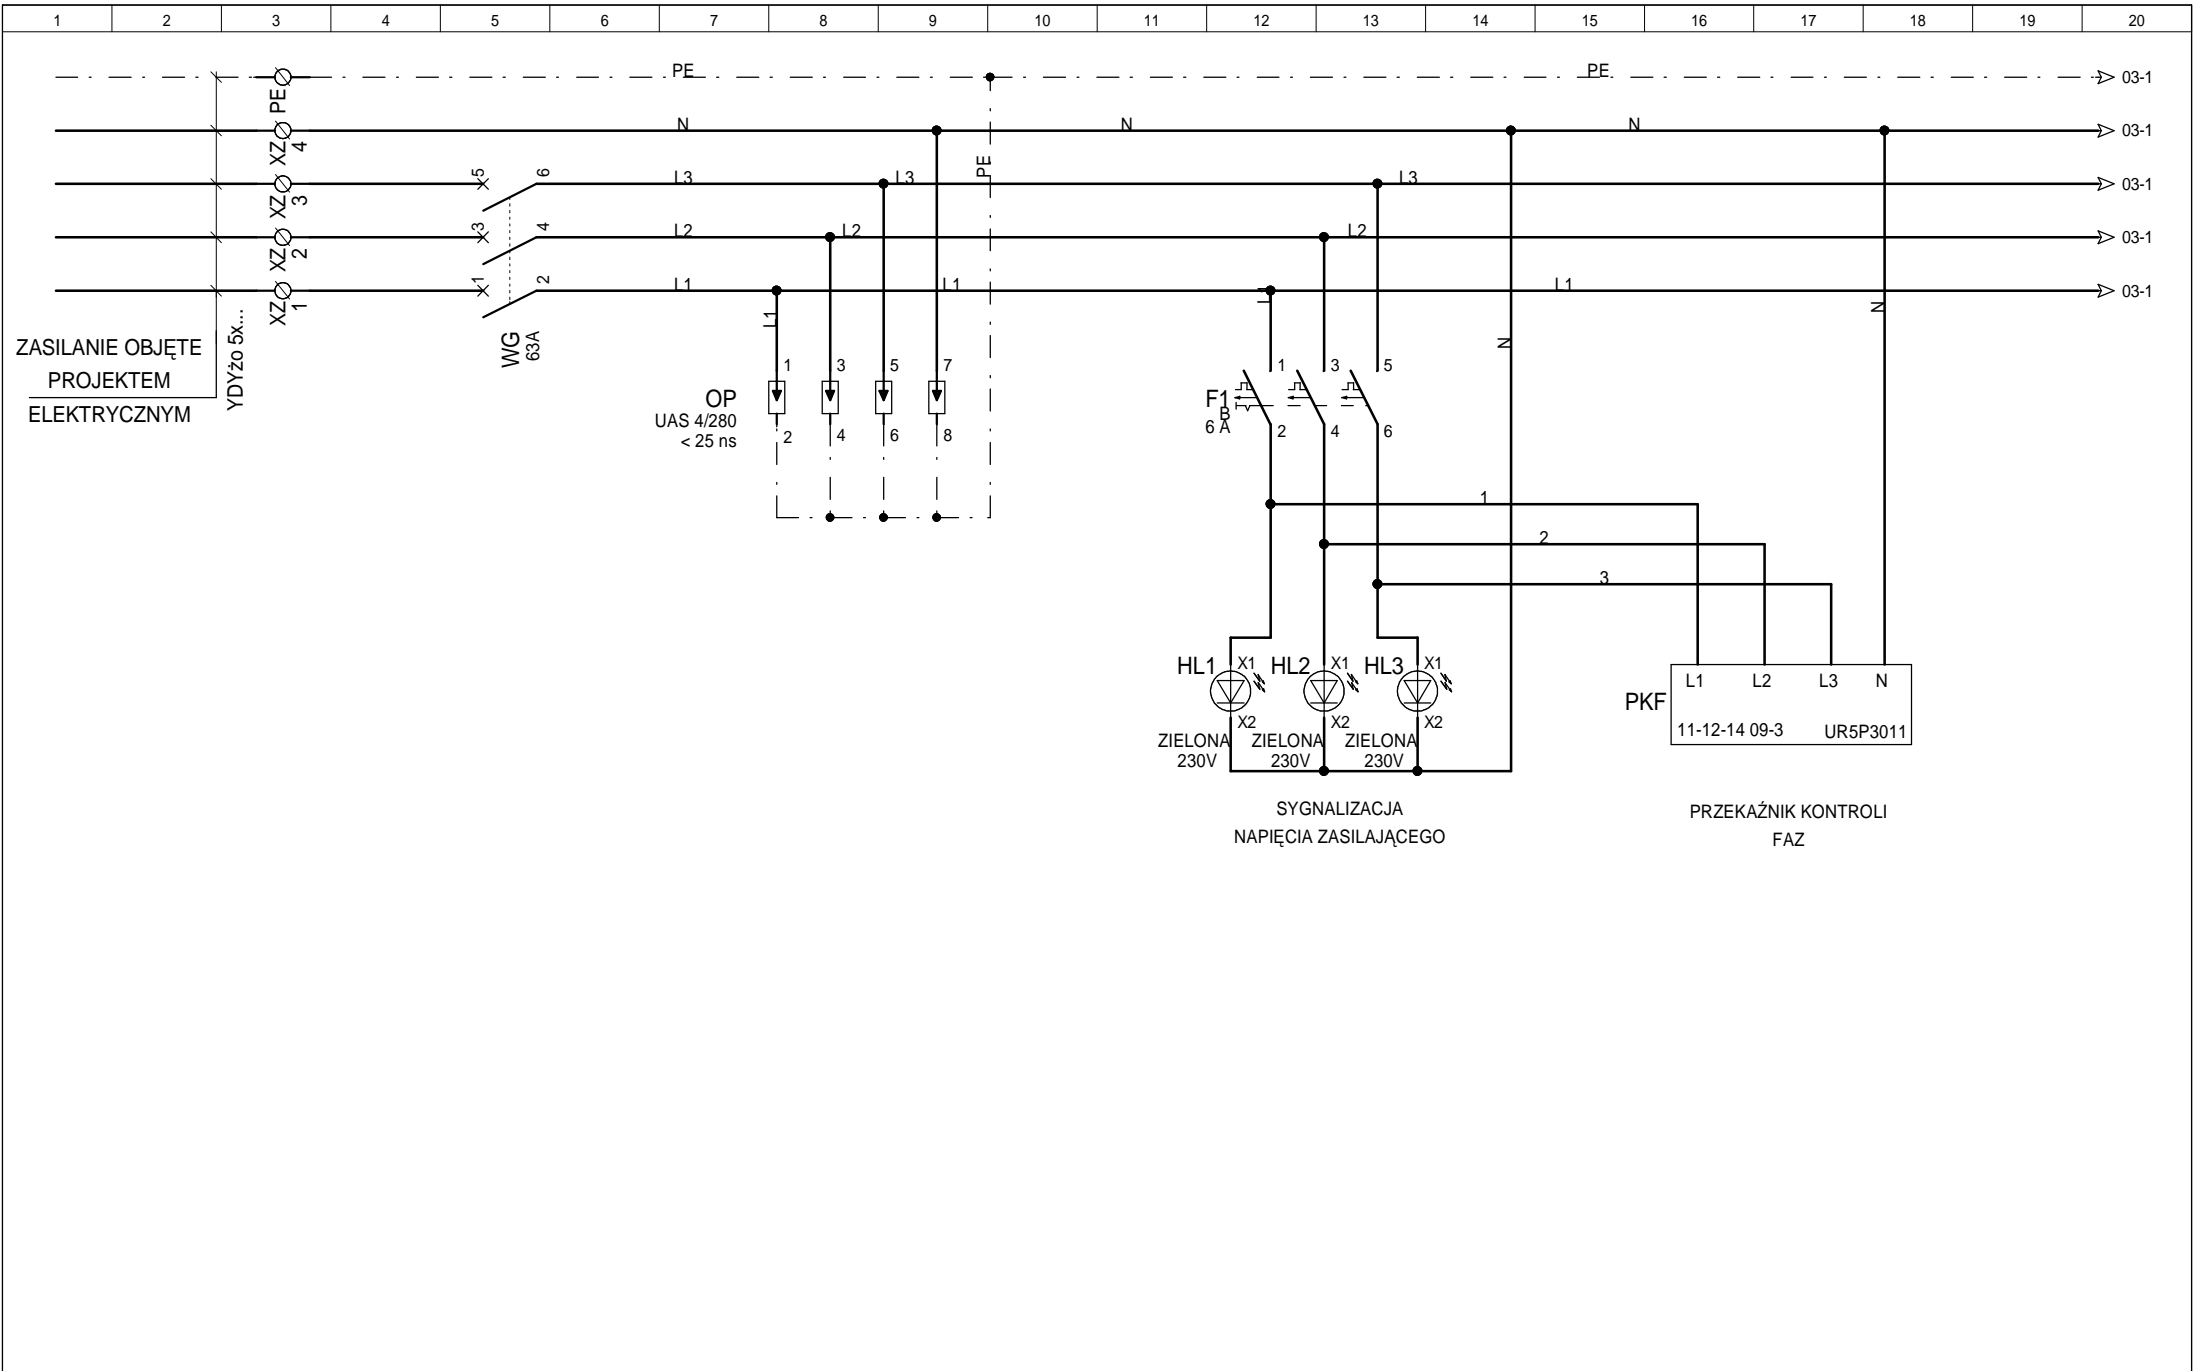 1 2 3 4 5 6 7 8 9 10 11 12 13 14 15 16 17 18 19 20
PE PE 03-1
PE
N N N 03-1
XZ 4
PE
5 6 L3 L3 L3 03-1
XZ 3
3 4 L2 L2 L2 03-1
XZ 2
1 2 L1 L1 L1 03-1
XZ 1
L1 L1 N N
ZASILANIE OBJĘTE
PROJEKTEM
ELEKTRYCZNYM
YDYżo 5x...
WG
63A
1 3 5 7
OP
UAS 4/280
< 25 ns
2 4 6 8
1 3 5
F1
B
6 A
2 4 6
1
2
3
HL1 X1 HL2 X1 HL3 X1
X2 X2 X2
ZIELONA ZIELONA ZIELONA
230V 230V 230V
L1 L2 L3 N
PKF
11-12-14 09-3 UR5P3011
SYGNALIZACJA
NAPIĘCIA ZASILAJĄCEGO
PRZEKAŹNIK KONTROLI
FAZ